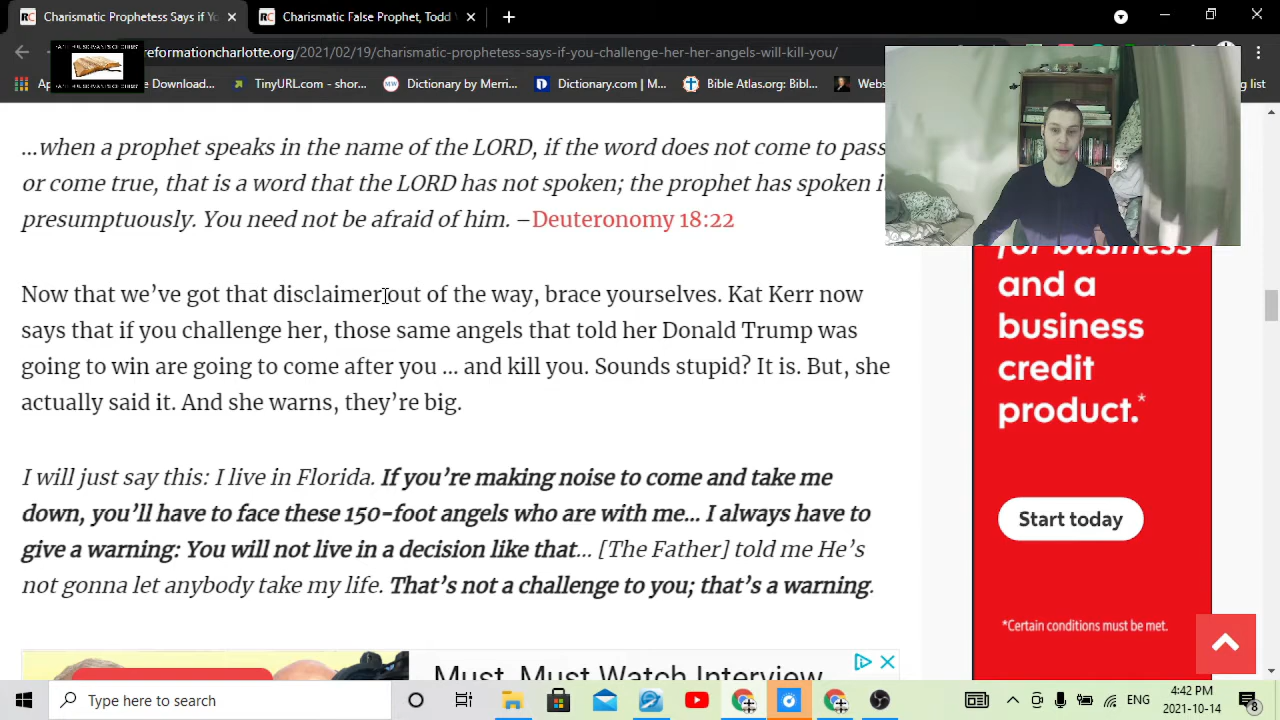 Charismatic Prophetess Says if Yo
Charismatic False Prophet, Todd
reformationcharlotte.org/2021/02/19/charismatic-prophetess-says-if-you-challenge-her-her-angels-will-kill-you/
Download...
TinyURL - shor...
Dictionary by Merri...
Dictionary.com | M...
Bible Atlasorg: Bibl...
Web
g list
…when a prophet speaks in the name of the LORD, if the word does not come to pass
or come true, that is a word that the LORD has not spoken; the prophet has spoken i
presumptuously. You need not be afraid of him. –Deuteronomy 18:22
Now that we’ve got that disclaimer out of the way, brace yourselves. Kat Kerr now
says that if you challenge her, those same angels that told her Donald Trump was
going to win are going to come after you … and kill you. Sounds stupid? It is. But, she
actually said it. And she warns, they’re big.
I will just say this: I live in Florida. If you’re making noise to come and take me
down, you’ll have to face these 150-foot angels who are with me… I always have to
give a warning: You will not live in a decision like that… [The Father] told me He’s
not gonna let anybody take my life. That’s not a challenge to you; that’s a warning.
for business
and a
business
credit
product.*
Start today
*Certain conditions must be met.
Must, Must Watch Interview
Type here to search
ENG
4:42 PM
2021-10-14
8